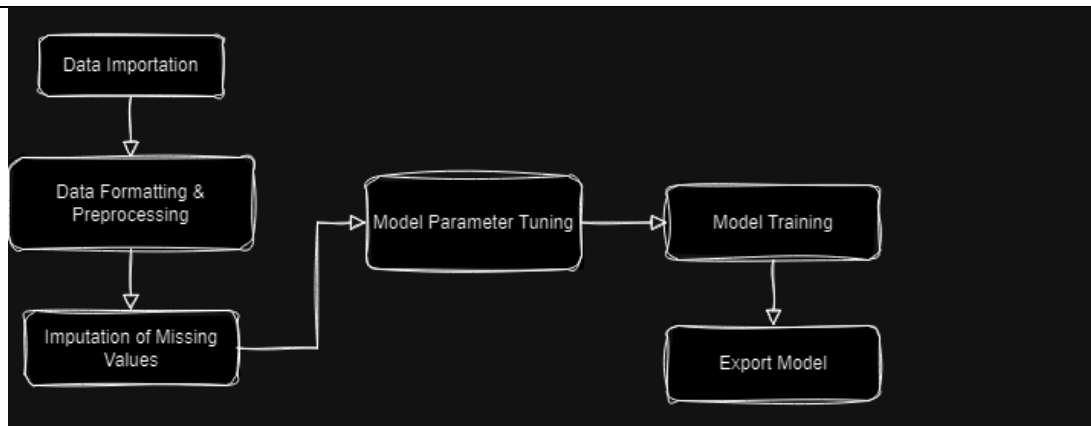 Data Importation
Data Formatting &
Preprocessing
Imputation of Missing
Values
Model Parameter Tuning
Model Training
Export Model